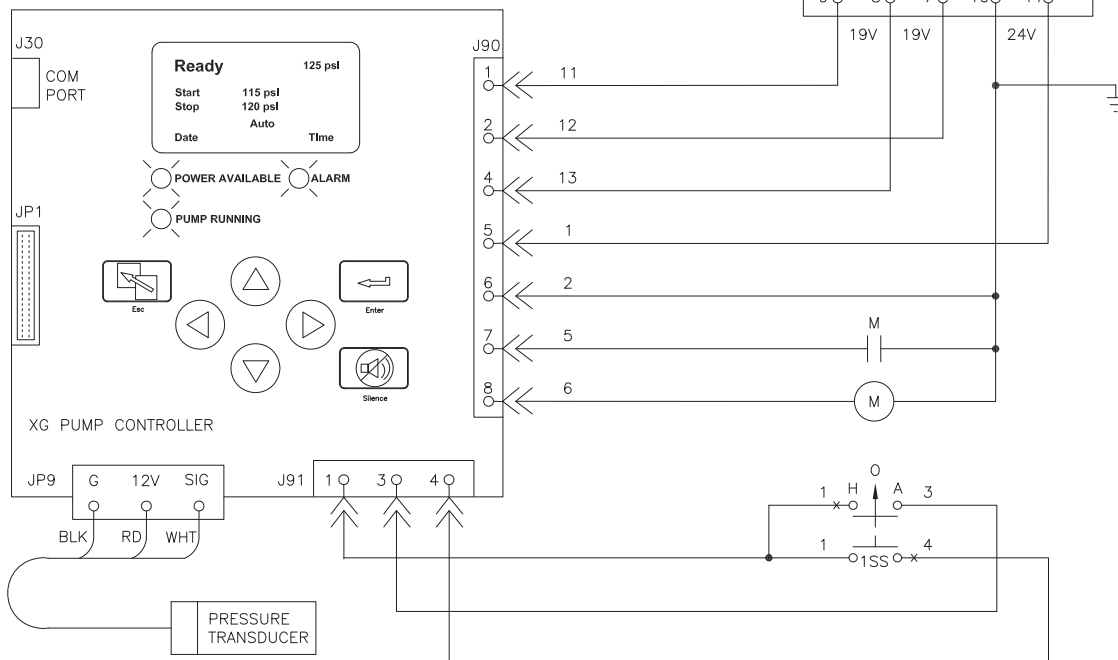 J30
COM
PORT
Ready 125 psI
Start 115 psI
Stop 120 psI
Auto
Date TIme
POWER AVAILABLE
ALARM
PUMP RUNNING
JP1
Esc
Enter
Silence
XG PUMP CONTROLLER
J90
1 11
2 12
4 13
5 1
6 2
7 5
8 6
19V 19V 24V
M
M
JP9 G 12V SIG
J91 1 3 4
BLK RD WHT
PRESSURE
TRANSDUCER
O
1 x H A 3
1 1SS x 4